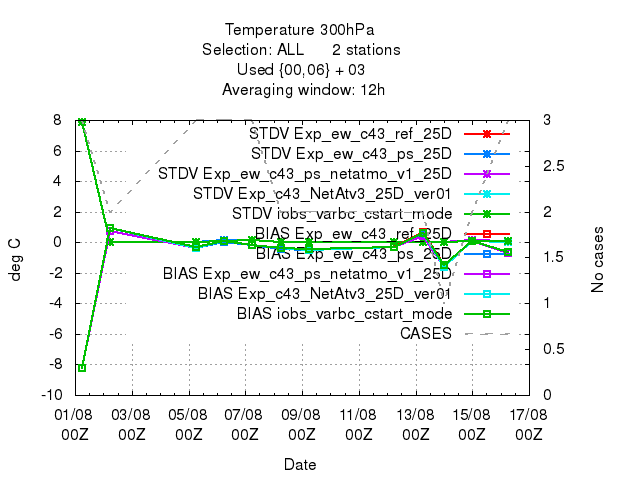 Temperature 300hPa
Selection: ALL 2 stations
Used {00,06} + 03
Averaging window: 12h
8
6
4
2
0
-2
-4
-6
-8
-10
deg C
3
2.5
2
1.5
1
0.5
0
No cases
STDV Exp_ew_c43_ref_25D
STDV Exp_ew_c43_ps_25D
STDV Exp_ew_c43_ps_netatmo_v1_25D
STDV Exp_c43_NetAtv3_25D_ver01
STDV iobs_varbc_cstart_mode
BIAS Exp_ew_c43_ref_25D
BIAS Exp_ew_c43_ps_25D
BIAS Exp_ew_c43_ps_netatmo_v1_25D
BIAS Exp_c43_NetAtv3_25D_ver01
BIAS iobs_varbc_cstart_mode
CASES
01/08 03/08 05/08 07/08 09/08 11/08 13/08 15/08 17/08
00Z 00Z 00Z 00Z 00Z 00Z 00Z 00Z 00Z
Date